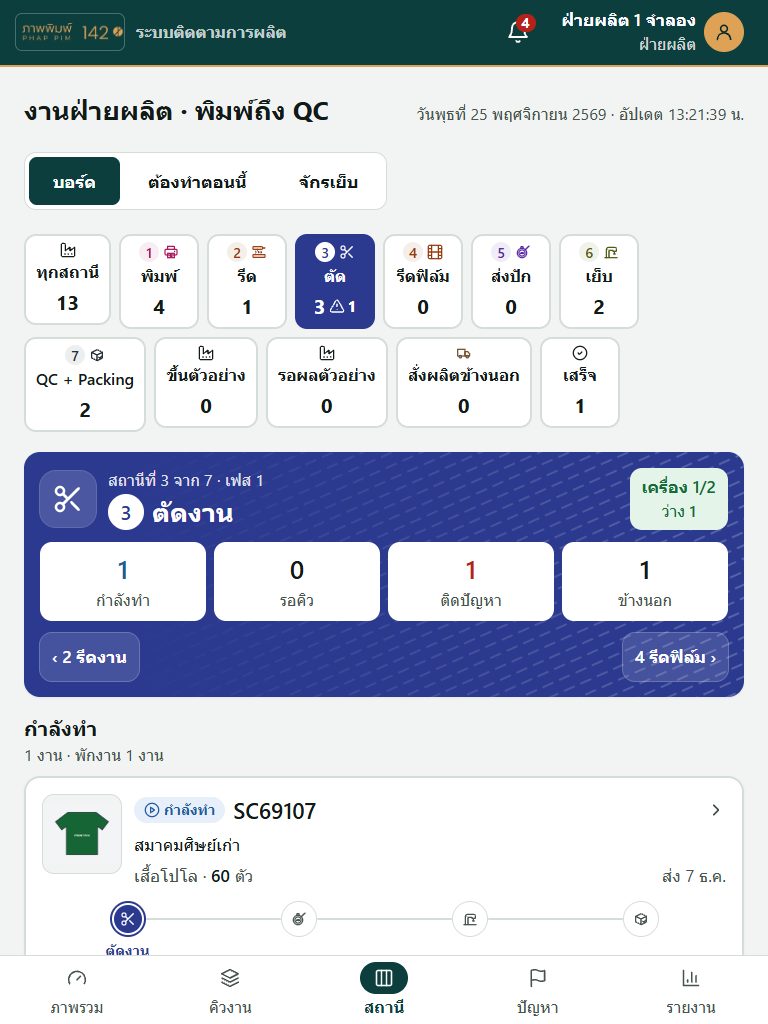 ภาพพิมพ์ 142
PHAP PIM
ระบบติดตามการผลิต
4
ฝ่ายผลิต 1 จำลอง
ฝ่ายผลิต
งานฝ่ายผลิต · พิมพ์ถึง QC
วันพุธที่ 25 พฤศจิกายน 2569 · อัปเดต 13:21:39 น.
บอร์ด ต้องทำตอนนี้ จักรเย็บ
ทุกสถานี
13
1
พิมพ์
4
2
รีด
1
3
ตัด
3 1
4
รีดฟิล์ม
0
5
ส่งปัก
0
6
เย็บ
2
7
QC + Packing
2
ขึ้นตัวอย่าง
0
รอผลตัวอย่าง
0
สั่งผลิตข้างนอก
0
เสร็จ
1
สถานีที่ 3 จาก 7 · เฟส 1
3 ตัดงาน
เครื่อง 1/2
ว่าง 1
1
กำลังทำ
0
รอคิว
1
ติดปัญหา
1
ข้างนอก
‹ 2 รีดงาน
4 รีดฟิล์ม ›
กำลังทำ
1 งาน · พักงาน 1 งาน
กำลังทำ SC69107
สมาคมศิษย์เก่า
เสื้อโปโล · 60 ตัว
ส่ง 7 ธ.ค.
ตัดงาน
ภาพรวม
คิวงาน
สถานี
ปัญหา
รายงาน